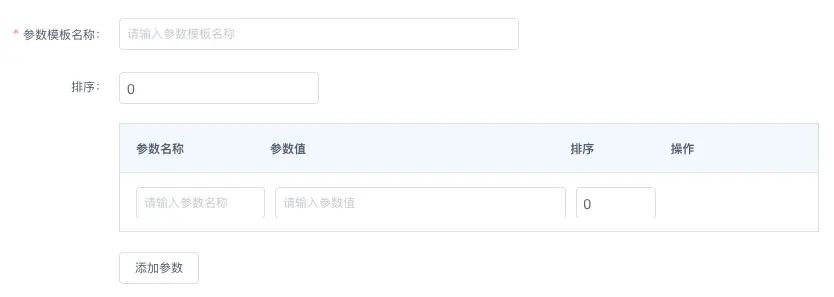 * 参数模板名称： 请输入参数模板名称
排序： 0
参数名称 参数值 排序 操作
请输入参数名称 请输入参数值 0
添加参数